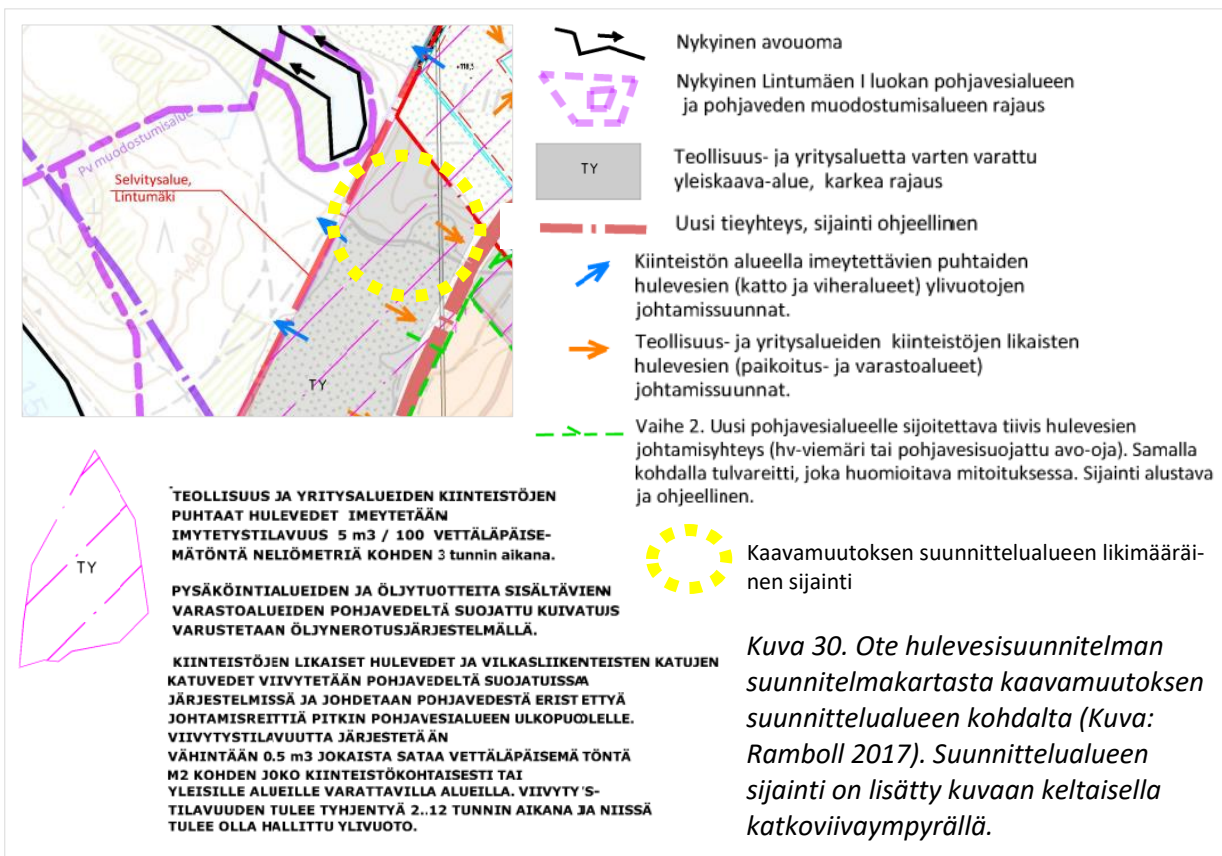 Pv muodostumisalue
Selvitysalue,
Lintumäki
TY
Nykyinen avouoma
Nykyinen Lintumäen I luokan pohjavesialueen
ja pohjaveden muodostumisalueen rajaus
TY
Teollisuus- ja yritysaluetta varten varattu
yleiskaava-alue, karkea rajaus
Uusi tieyhteys, sijainti ohjeellinen
Kiinteistön alueella imeytettävien puhtaiden
hulevesien (katto ja viheralueet) ylivuotojen
johtamissuunnat.
Teollisuus- ja yritysalueiden kiinteistöjen likaisten
hulevesien (paikoitus- ja varastoalueet)
johtamissuunnat.
Vaihe 2. Uusi pohjavesialueelle sijoitettava tiivis hulevesien
johtamisyhteys (hv-viemäri tai pohjavesisuojattu avo-oja). Samalla
kohdalla tulvareitti, joka huomioitava mitoituksessa. Sijainti alustava
ja ohjeellinen.
Kaavamuutoksen suunnittelualueen likimääräi-
nen sijainti
TY
TEOLLISUUS JA YRITYSALUEIDEN KIINTEISTÖJEN
PUHTAAT HULEVEDET IMEYTETÄÄN
IMYTETYSTILAVUUS 5 m3 / 100 VETTÄLÄPÄISE-
MÄTÖNTÄ NELIÖMETRIÄ KOHDEN 3 tunnin aikana.
PYSÄKÖINTIALUEIDEN JA ÖLJYTUOTTEITA SISÄLTÄVIEN
VARASTOALUEIDEN POHJAVEDELTÄ SUOJATTU KUIVATUS
VARUSTETAAN ÖLJYNEROTUSJÄRJESTELMÄLLÄ.
KIINTEISTÖJEN LIKAISET HULEVEDET JA VILKASLIIKENTEISTEN KATUJEN
KATUVEDET VIIVYTETÄÄN POHJAVEDELTÄ SUOJATUISSA
JÄRJESTELMISSÄ JA JOHDETAAN POHJAVEDESTÄ ERISTETTYÄ
JOHTAMISREITTIÄ PITKIN POHJAVESIALUEEN ULKOPUOLELLE.
VIIVYTYSTILAVUUTTA JÄRJESTETÄÄN
VÄHINTÄÄN 0.5 m3 JOKAISTA SATAA VETTÄLÄPÄISEMÄTÖNTÄ
M2 KOHDEN JOKO KIINTEISTÖKOHTAISESTI TAI
YLEISILLE ALUEILLE VARATTAVILLA ALUEILLA. VIIVYTYS-
TILAVUUDEN TULEE TYHJENTYÄ 2..12 TUNNIN AIKANA JA NIISSÄ
TULEE OLLA HALLITTU YLIVUOTO.
Kuva 30. Ote hulevesisuunnitelman
suunnitelmakartasta kaavamuutoksen
suunnittelualueen kohdalta (Kuva:
Ramboll 2017). Suunnittelualueen
sijainti on lisätty kuvaan keltaisella
katkoviivaympyrällä.